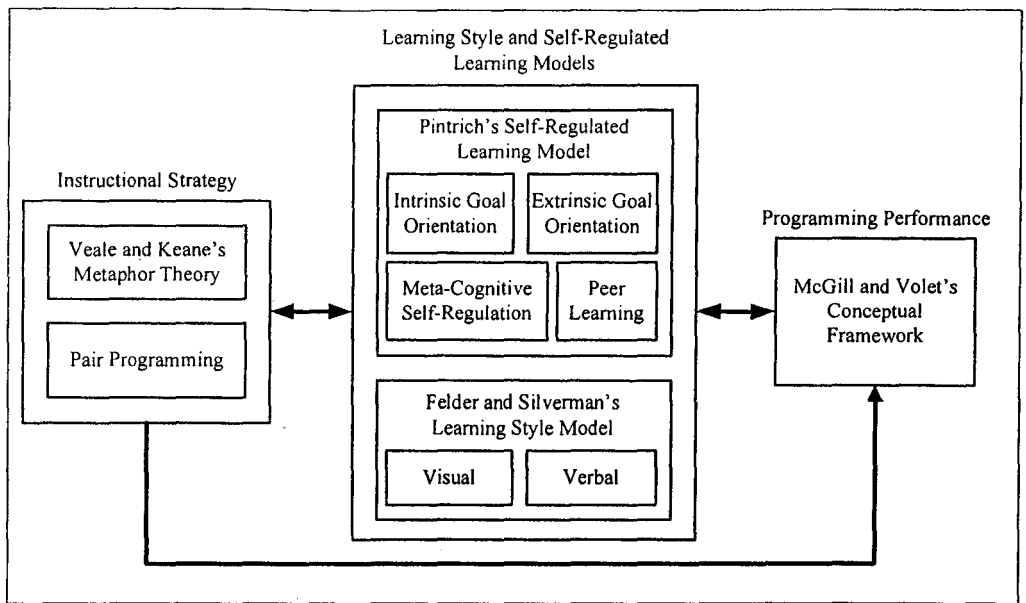 Learning Style and Self-Regulated
Learning Models
Pintrich's Self-Regulated
Learning Model
Intrinsic Goal
Orientation
Extrinsic Goal
Orientation
Meta-Cognitive
Self-Regulation
Peer
Learning
Felder and Silverman's
Learning Style Model
Visual
Verbal
Instructional Strategy
Veale and Keane's
Metaphor Theory
Pair Programming
Programming Performance
McGill and Volet's
Conceptual
Framework